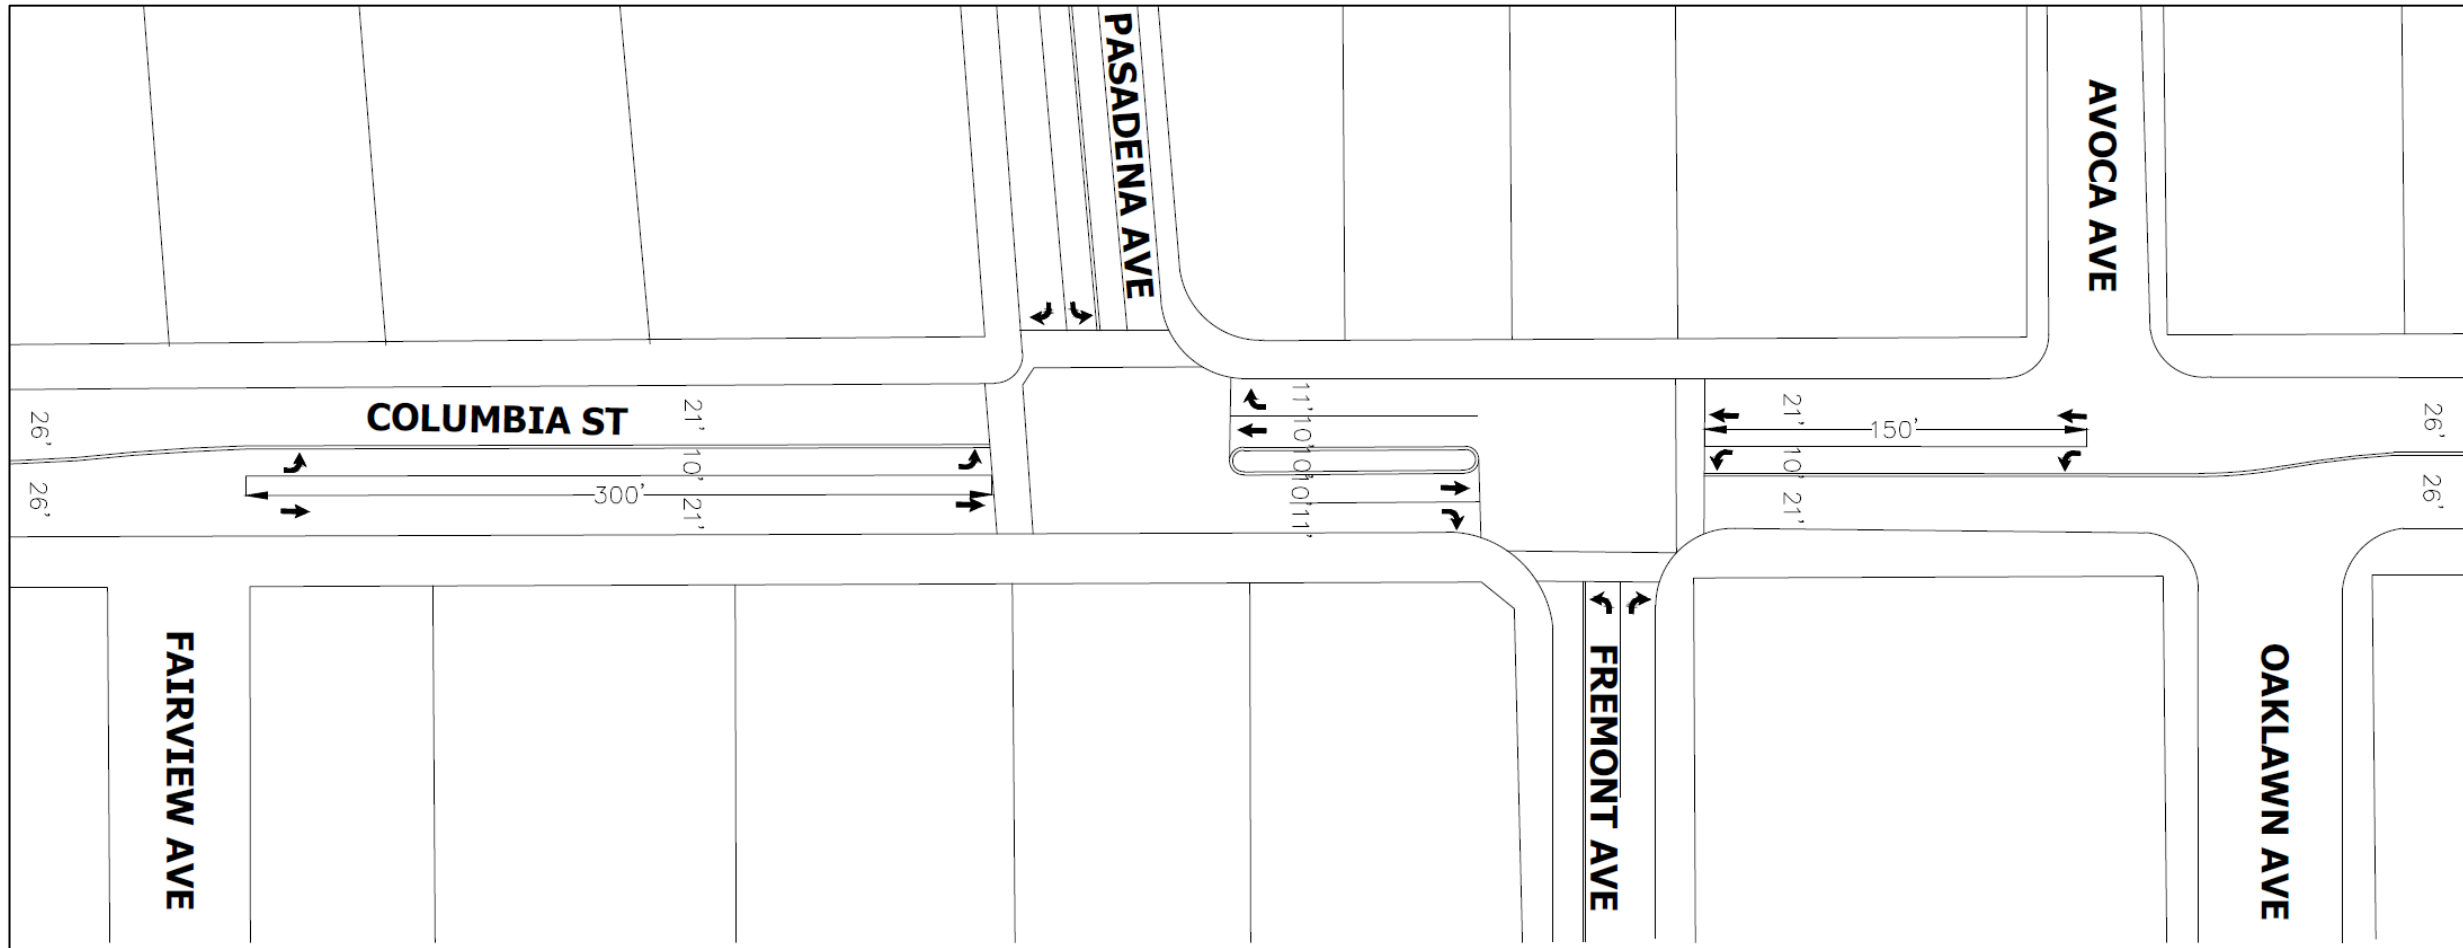 PASADENA AVE
AVOCA AVE
COLUMBIA ST
26'
26'
21'
10'
21'
300'
11'
10'
10'
10'
11'
21'
10'
21'
150'
26'
26'
FAIRVIEW AVE
FREMONT AVE
OAKLAWN AVE